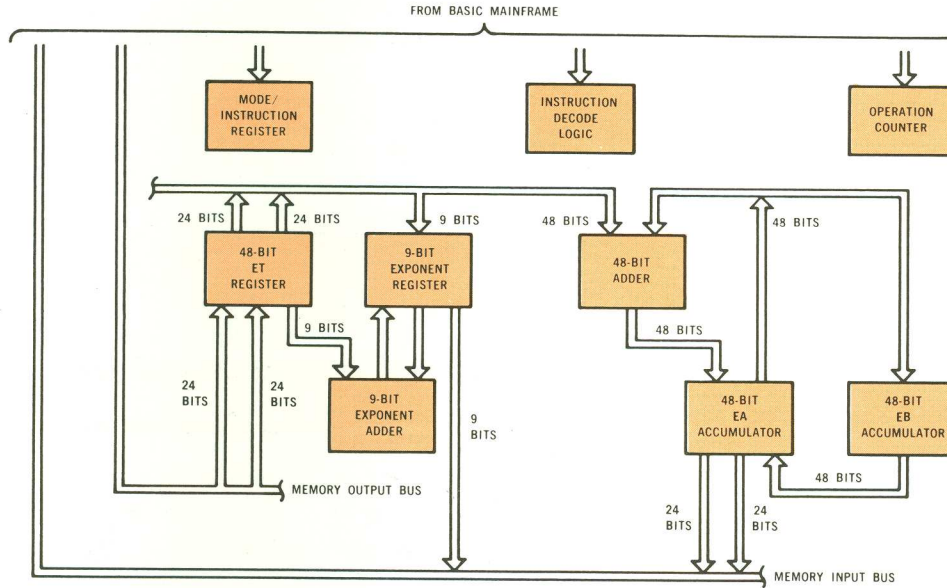 FROM BASIC MAINFRAME
MODE/
INSTRUCTION
REGISTER
INSTRUCTION
DECODE
LOGIC
OPERATION
COUNTER
24 BITS
24 BITS
9 BITS
48 BITS
48 BITS
48-BIT
ET
REGISTER
9-BIT
EXPONENT
REGISTER
48-BIT
ADDER
9 BITS
48 BITS
24
BITS
24
BITS
9-BIT
EXPONENT
ADDER
9
BITS
48-BIT
EA
ACCUMULATOR
48-BIT
EB
ACCUMULATOR
48 BITS
MEMORY OUTPUT BUS
24
BITS
24
BITS
MEMORY INPUT BUS